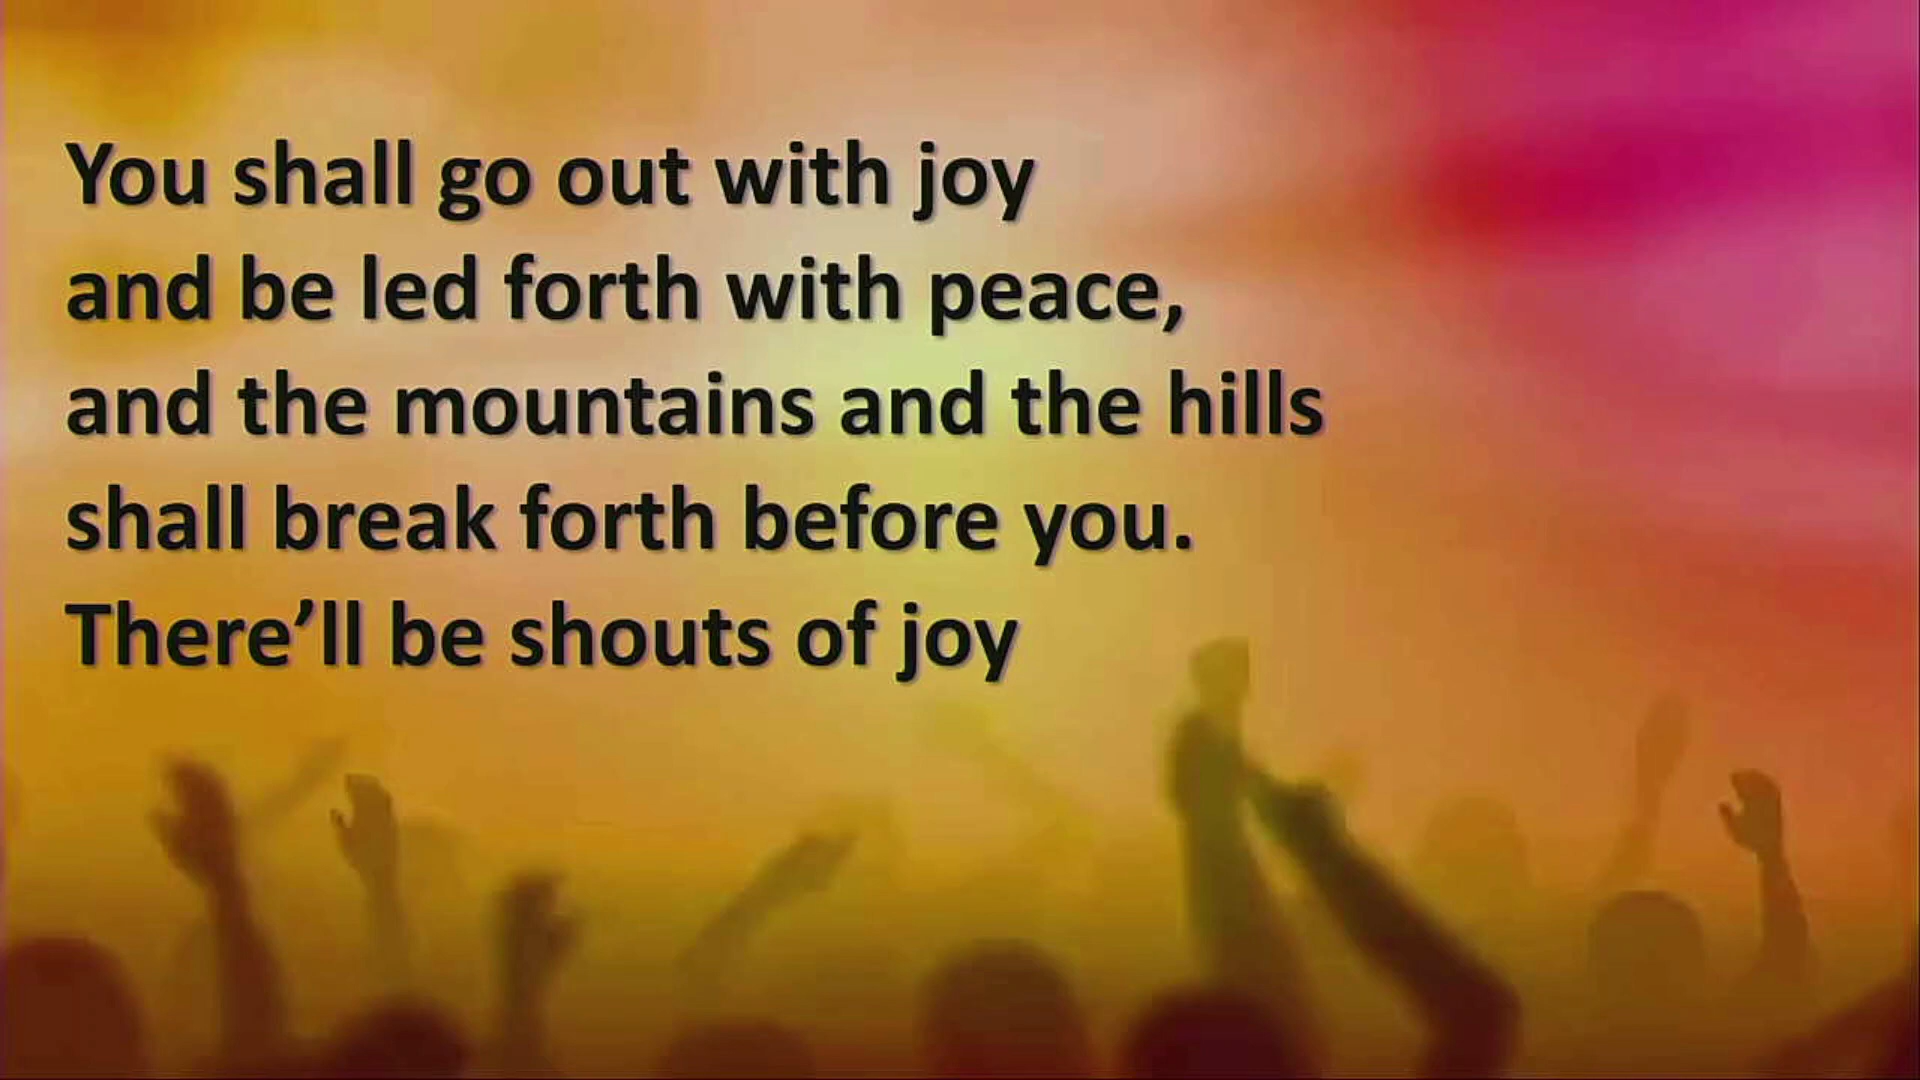 You shall go out with joy
and be led forth with peace,
and the mountains and the hills
shall break forth before you.
There’ll be shouts of joy